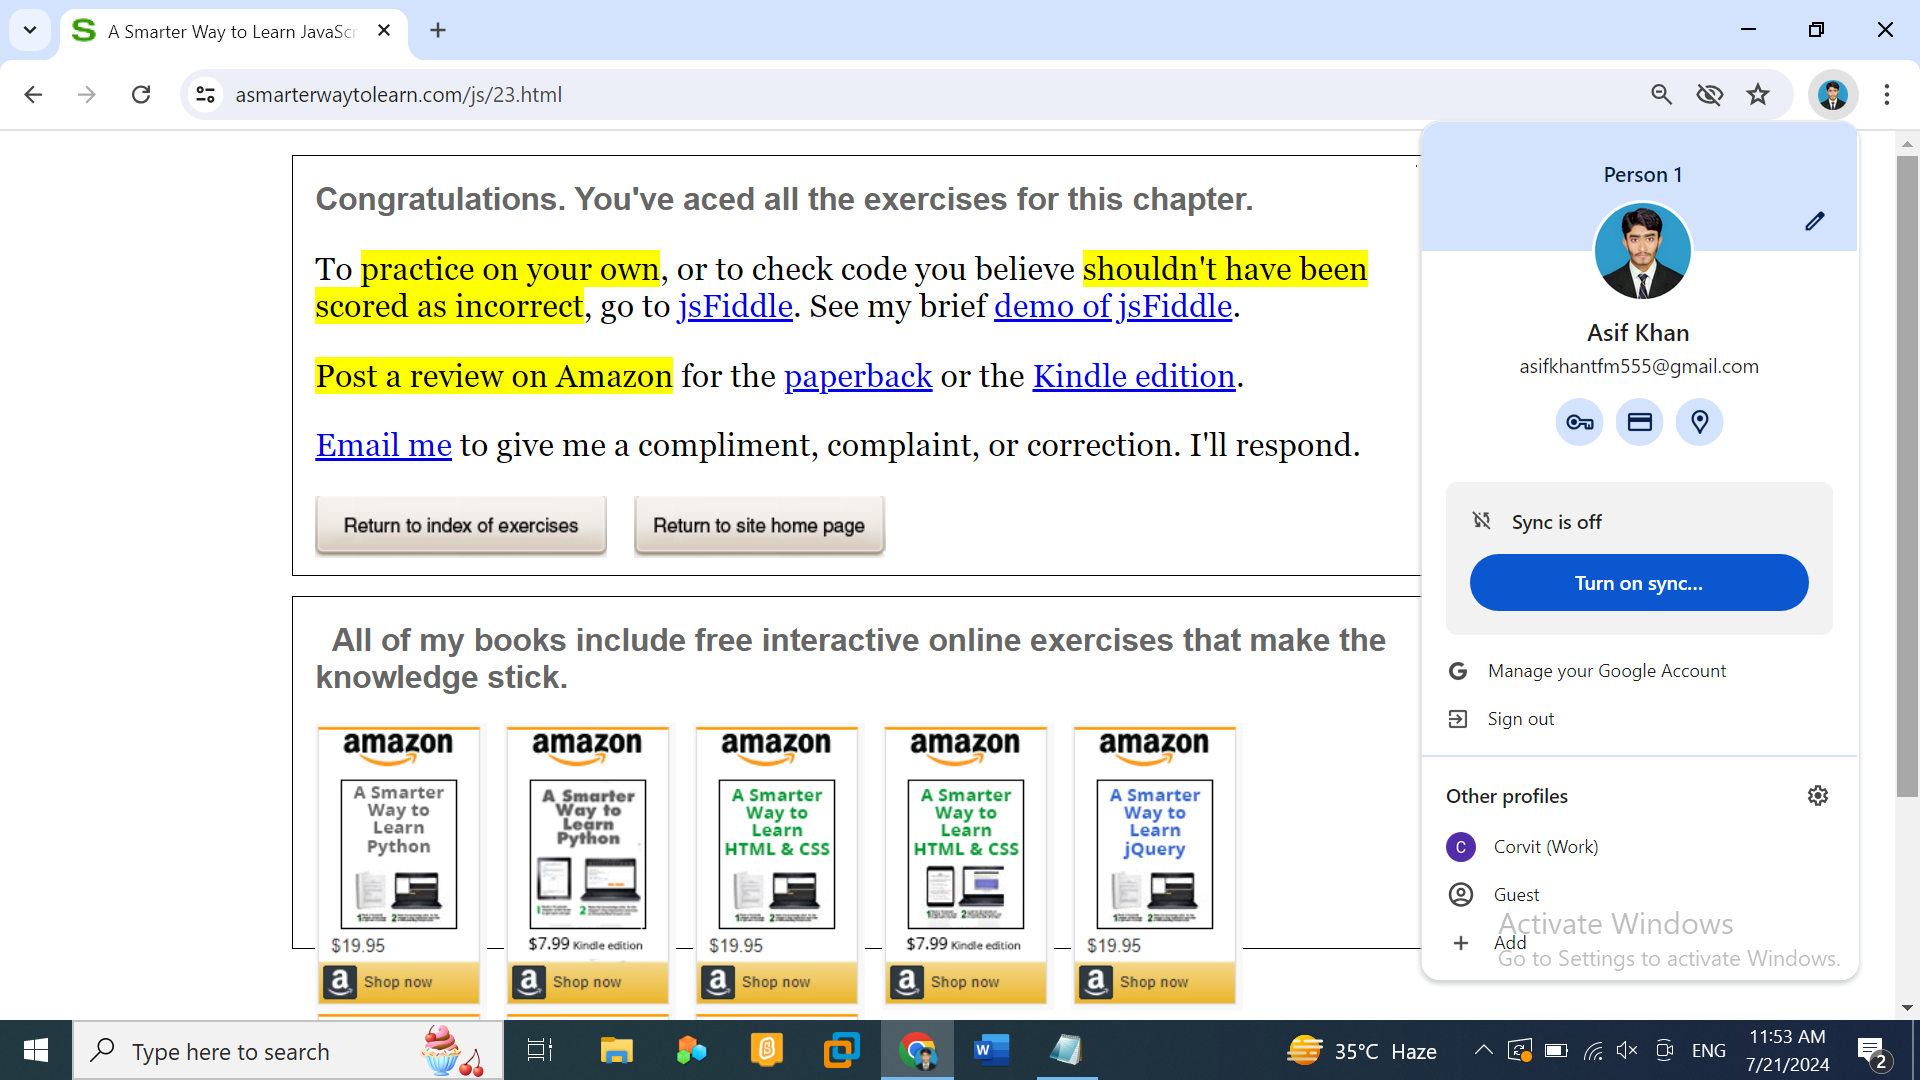 A Smarter Way to Learn JavaScr
asmarterwaytolearn.com/js/23.html
Congratulations. You've aced all the exercises for this chapter.
To practice on your own, or to check code you believe shouldn't have been
scored as incorrect, go to jsFiddle. See my brief demo of jsFiddle.
Post a review on Amazon for the paperback or the Kindle edition.
Email me to give me a compliment, complaint, or correction. I'll respond.
Return to index of exercises
Return to site home page
All of my books include free interactive online exercises that make the
knowledge stick.
amazon
A Smarter
Way to
Learn
Python
$19.95
Shop now
amazon
A Smarter
Way to
Learn
Python
$7.99 Kindle edition
Shop now
amazon
A Smarter
Way to
Learn
HTML & CSS
$19.95
Shop now
amazon
A Smarter
Way to
Learn
HTML & CSS
$7.99 Kindle edition
Shop now
amazon
A Smarter
Way to
Learn
jQuery
$19.95
Shop now
Person 1
Asif Khan
asifkhantfm555@gmail.com
Sync is off
Turn on sync...
Manage your Google Account
Sign out
Other profiles
C Corvit (Work)
Guest
Add
Activate Windows
Go to Settings to activate Windows.
Type here to search
35°C Haze
ENG
11:53 AM
7/21/2024
2